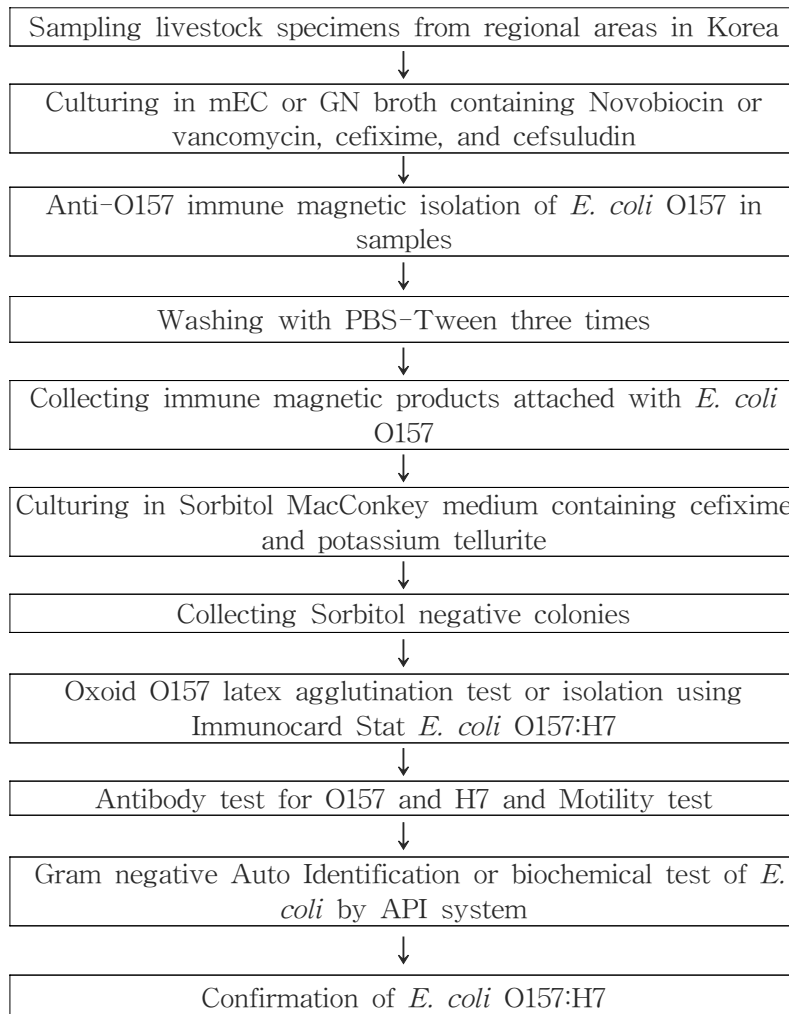 Sampling livestock specimens from regional areas in Korea
Culturing in mEC or GN broth containing Novobiocin or
vancomycin, cefixime, and cefsuludin
Anti-O157 immune magnetic isolation of E. coli O157 in
samples
Washing with PBS-Tween three times
Collecting immune magnetic products attached with E. coli
O157
Culturing in Sorbitol MacConkey medium containing cefixime
and potassium tellurite
Collecting Sorbitol negative colonies
Oxoid O157 latex agglutination test or isolation using
Immunocard Stat E. coli O157:H7
Antibody test for O157 and H7 and Motility test
Gram negative Auto Identification or biochemical test of E.
coli by API system
Confirmation of E. coli O157:H7